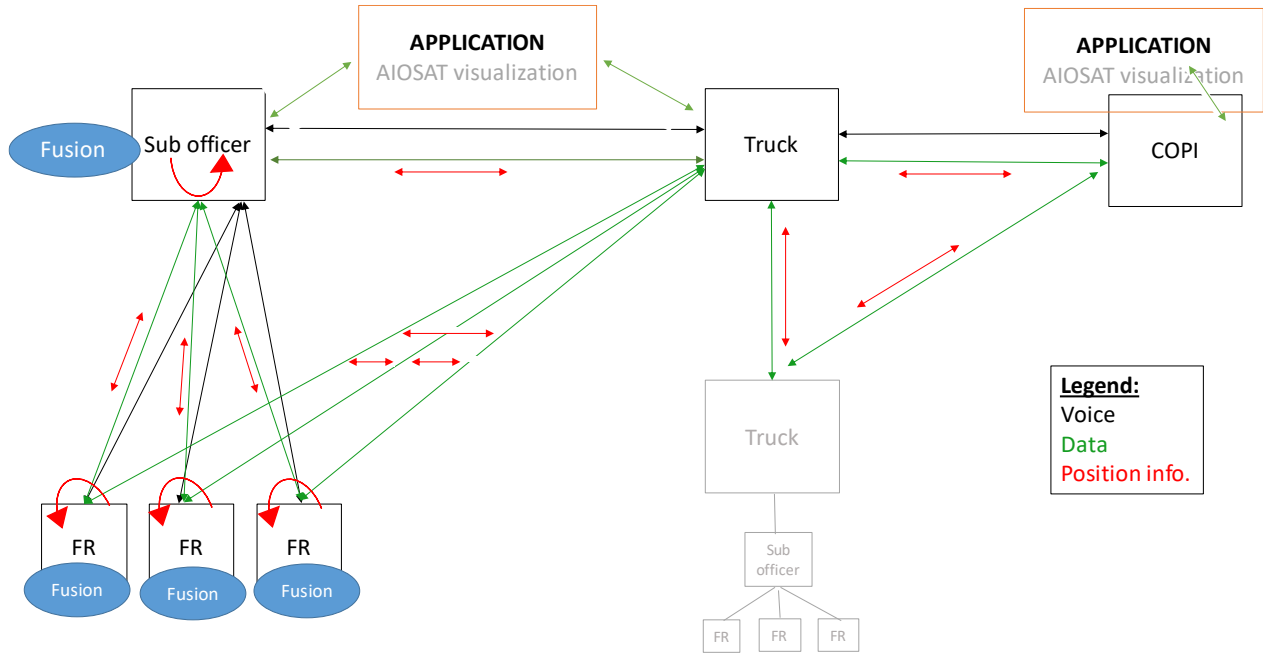 APPLICATION
AIOSAT visualization
APPLICATION
AIOSAT visualization
Fusion
Sub officer
Truck
COPI
Legend:
Voice
Data
Position info.
Truck
FR
FR
FR
Fusion
Fusion
Fusion
Sub
officer
FR
FR
FR